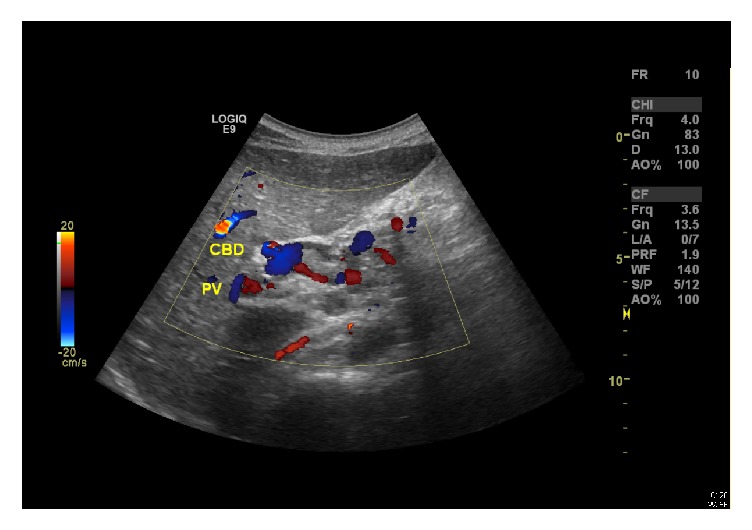 FR 10
LOGIQ
E9
CHI
Frq 4.0
0
Gn 83
D 13.0
AO% 100
CF
Frq 3.6
Gn 13.5
L/A 0/7
PRF 1.9
WF 140
S/P 5/12
AO% 100
20
CBD
5
PV
-20
cm/s
10